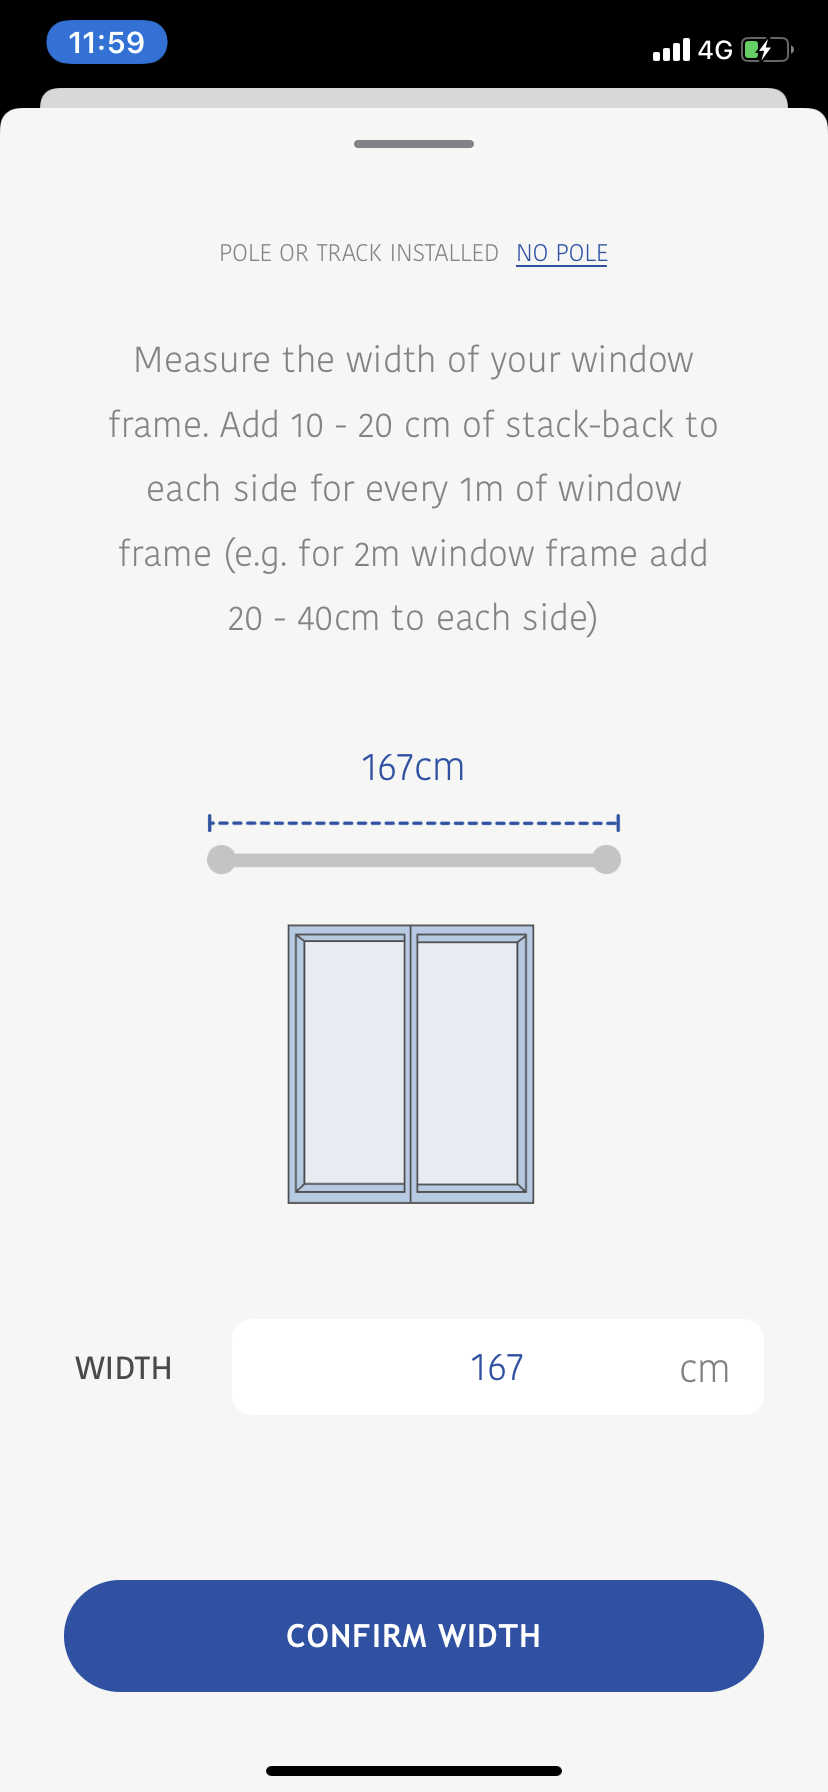 11:59
4G
POLE OR TRACK INSTALLED NO POLE
Measure the width of your window
frame. Add 10 - 20 cm of stack-back to
each side for every 1m of window
frame (e.g. for 2m window frame add
20 - 40cm to each side)
167cm
WIDTH 167 cm
CONFIRM WIDTH